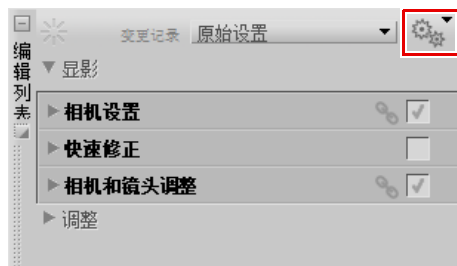 变更记录 原始设置
编辑列表
显影
相机设置
快速修正
相机和镜头调整
调整